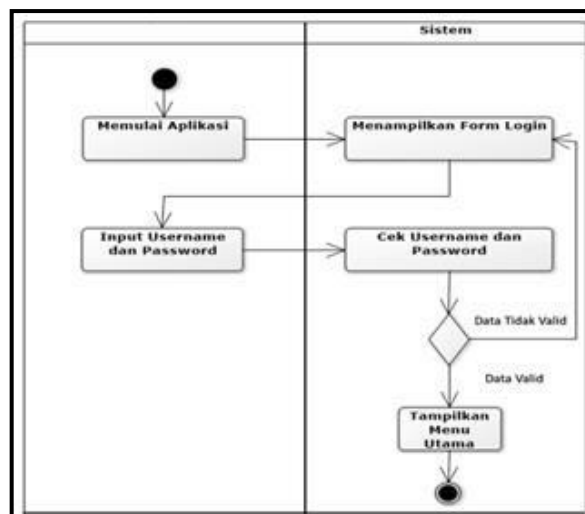 Sistem
Memulai Aplikasi
Menampilkan Form Login
Input Username
dan Password
Cek Username dan
Password
Data Tidak Valid
Data Valid
Tampilkan
Menu
Utama